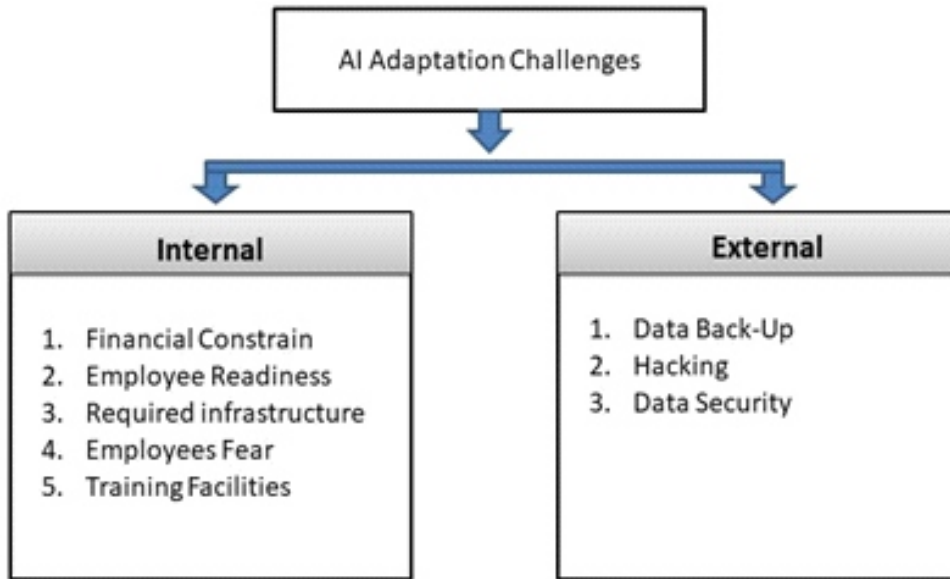 AI Adaptation Challenges
Internal
1. Financial Constrain
2. Employee Readiness
3. Required infrastructure
4. Employees Fear
5. Training Facilities
External
1. Data Back-Up
2. Hacking
3. Data Security